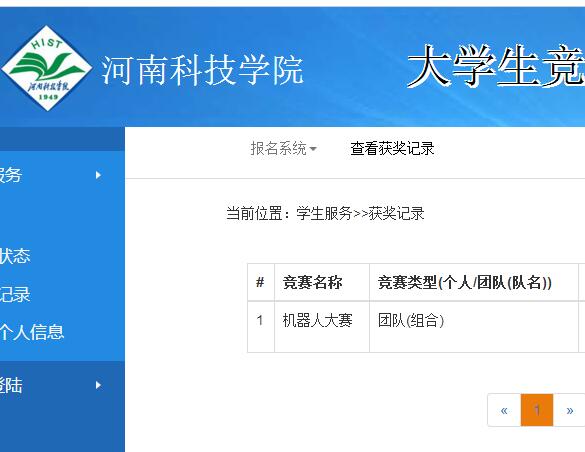 HIST
河南科技学院
1949
河南科技学院
大学生竞
报名系统
查看获奖记录
服务
当前位置：学生服务>>获奖记录
状态
记录
个人信息
登陆
# 竞赛名称 竞赛类型(个人/团队(队名))
1 机器人大赛 团队(组合)
« 1 »